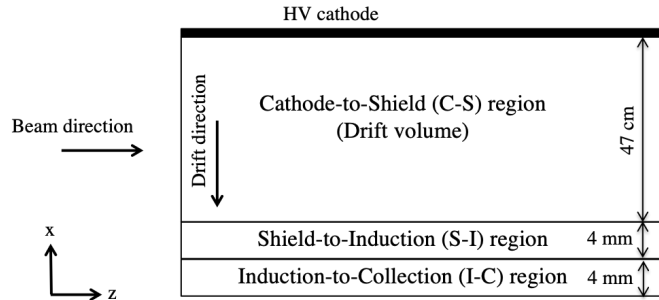 HV cathode
Cathode-to-Shield (C-S) region
(Drift volume)
Beam direction
Drift direction
47 cm
Shield-to-Induction (S-I) region
4 mm
Induction-to-Collection (I-C) region
4 mm
x
z